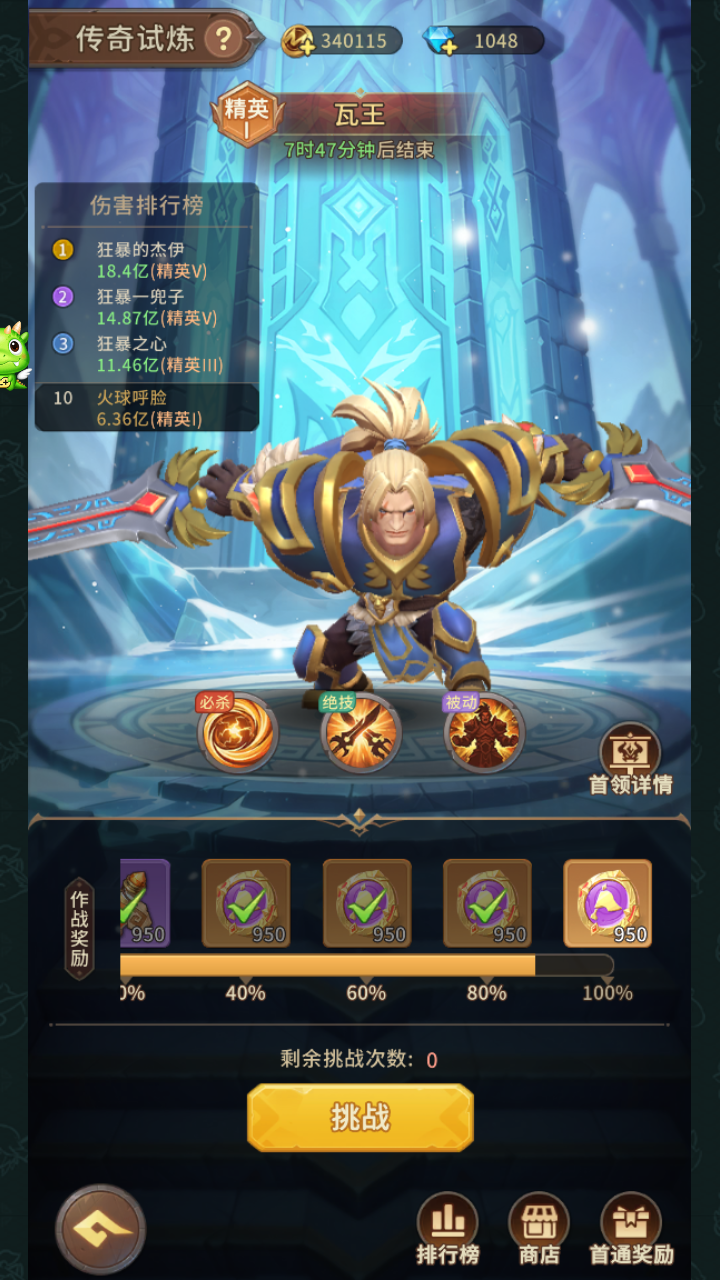 传奇试炼 ?
340115
1048
精英
I
瓦王
7时47分钟后结束
伤害排行榜
1 狂暴的杰伊
18.4亿(精英V)
2 狂暴一兜子
14.87亿(精英V)
3 狂暴之心
11.46亿(精英III)
10 火球呼脸
6.36亿(精英I)
必杀
绝技
被动
首领详情
作战奖励
950
950
950
950
950
0%
40%
60%
80%
100%
剩余挑战次数: 0
挑战
排行榜
商店
首通奖励